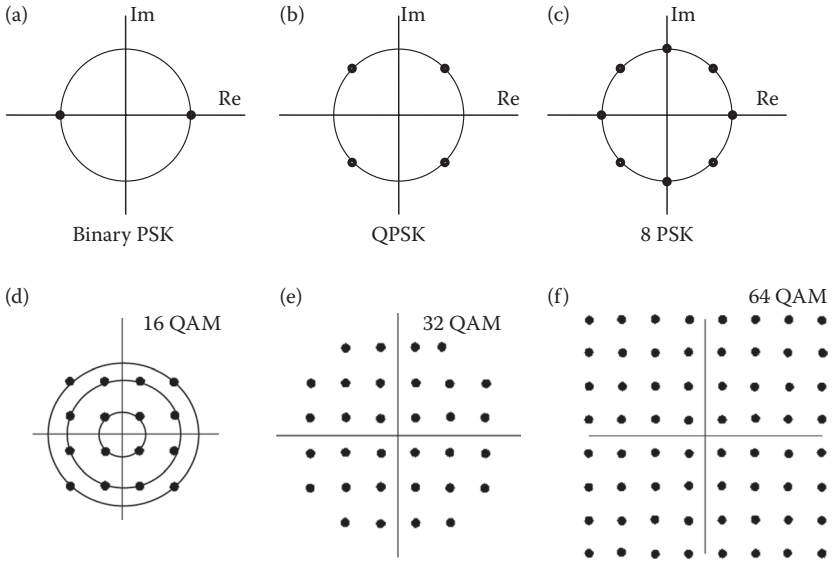 (a)
Im
Re
Binary PSK
(b)
Im
Re
QPSK
(c)
Im
Re
8 PSK
(d)
16 QAM
(e)
32 QAM
(f)
64 QAM